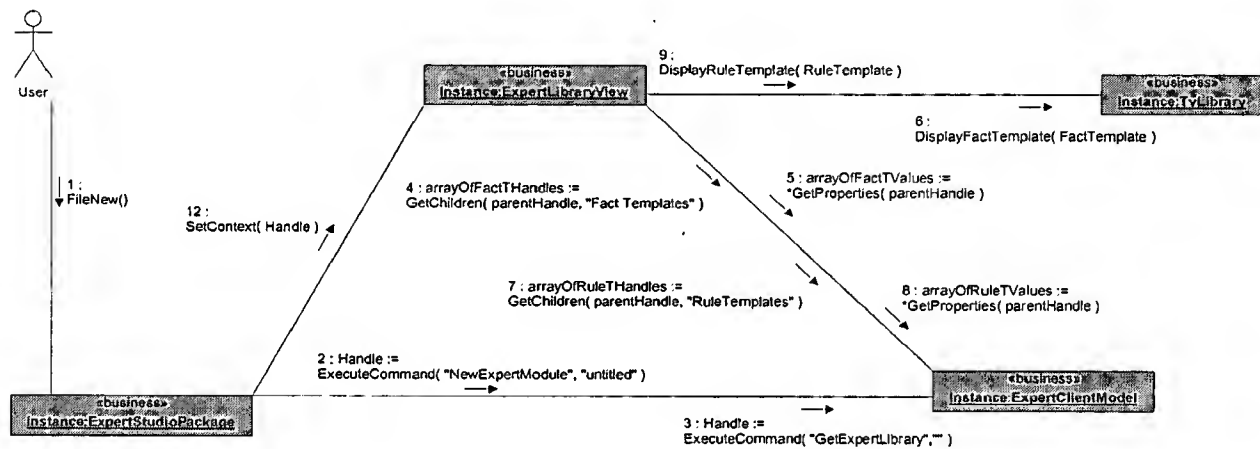 9 :
DisplayRuleTemplate( RuleTemplate )
«business»
Instance:ExpertLibraryView
«business»
Instance:TyLibrary
User
6 :
DisplayFactTemplate( FactTemplate )
1 :
FileNew()
4 : arrayOfFactTHandles :=
GetChildren( parentHandle, "Fact Templates" )
5 : arrayOfFactTValues :=
*GetProperties( parentHandle )
12 :
SetContext( Handle )
7 : arrayOfRuleTHandles :=
GetChildren( parentHandle, "RuleTemplates" )
8 : arrayOfRuleTValues :=
*GetProperties( parentHandle )
2 : Handle :=
ExecuteCommand( "NewExpertModule", "untitled" )
«business»
Instance:ExpertStudioPackage
«business»
Instance:ExpertClientModel
3 : Handle :=
ExecuteCommand( "GetExpertLibrary","" )